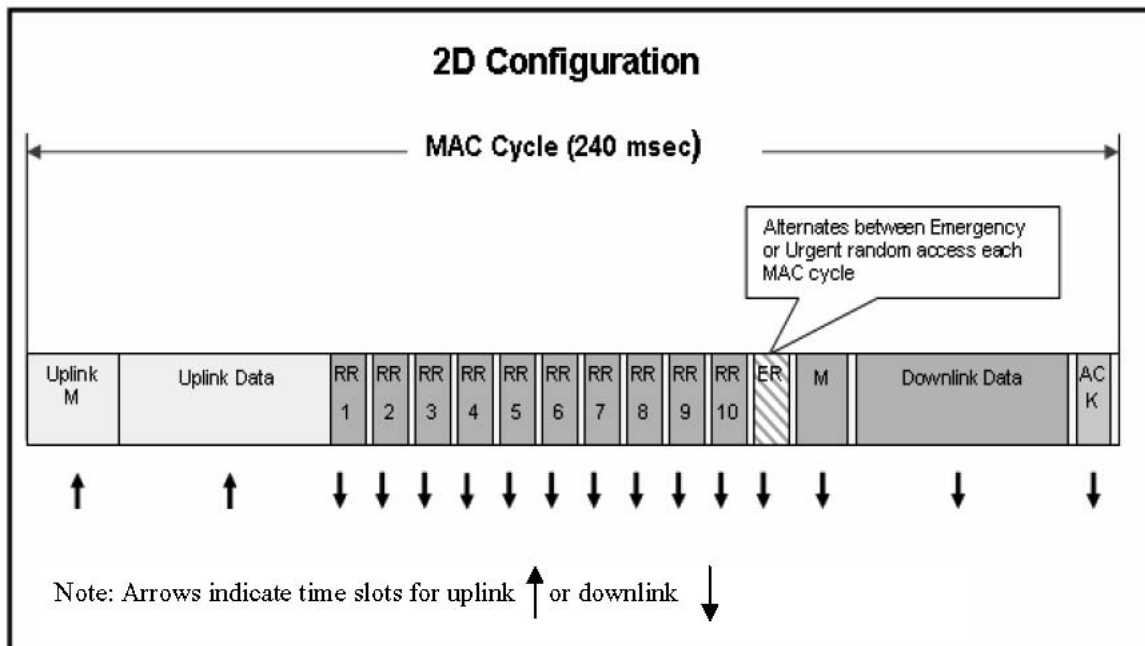 2D Configuration
MAC Cycle (240 msec)
Alternates between Emergency
or Urgent random access each
MAC cycle
Uplink
M
Uplink Data
RR
1
RR
2
RR
3
RR
4
RR
5
RR
6
RR
7
RR
8
RR
9
RR
10
ER
M
Downlink Data
AC
K
Note: Arrows indicate time slots for uplink ↑ or downlink ↓